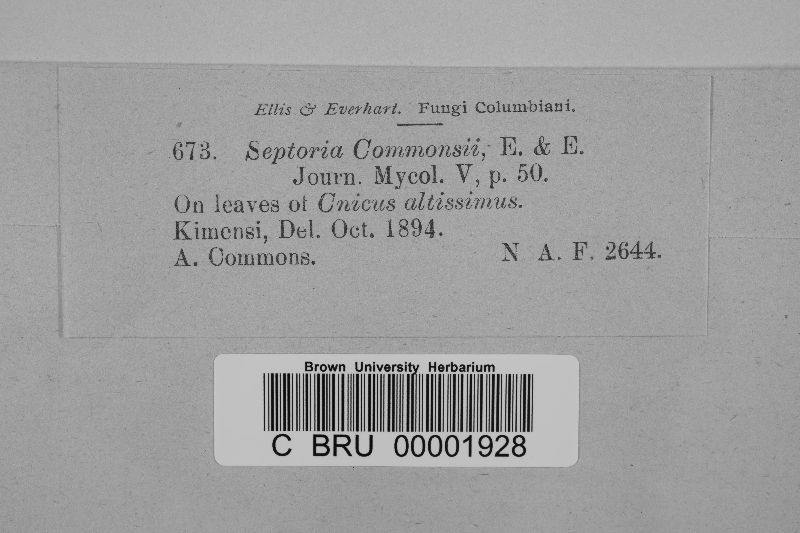 Ellis & Everhart. Fungi Columbiani.
673. Septoria Commonsii, E. & E.
Journ. Mycol. V, p. 50.
On leaves of Cnicus altissimus.
Kimensi, Del. Oct. 1894.
A. Commons. N A. F. 2644.
Brown University Herbarium
C BRU 00001928